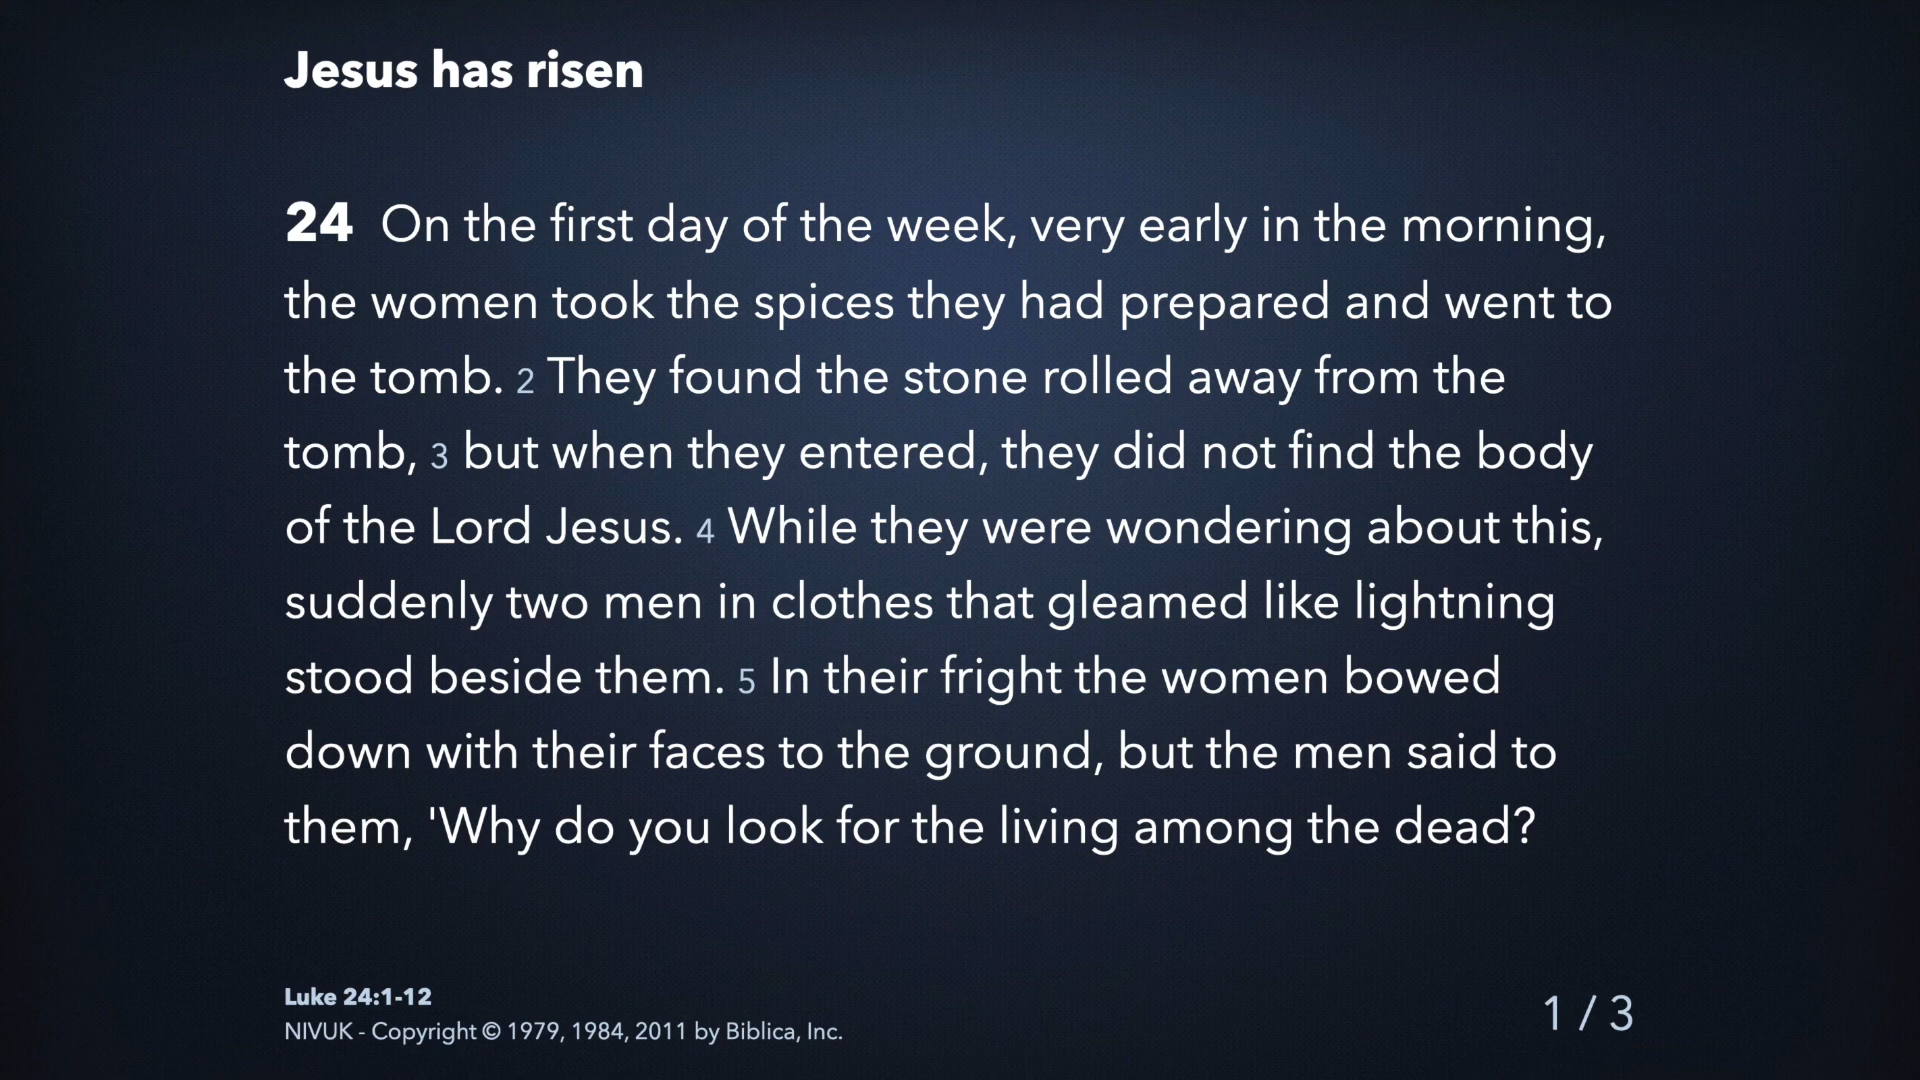 Jesus has risen
24 On the first day of the week, very early in the morning,
the women took the spices they had prepared and went to
the tomb. 2 They found the stone rolled away from the
tomb, 3 but when they entered, they did not find the body
of the Lord Jesus. 4 While they were wondering about this,
suddenly two men in clothes that gleamed like lightning
stood beside them. 5 In their fright the women bowed
down with their faces to the ground, but the men said to
them, 'Why do you look for the living among the dead?
Luke 24:1-12
NIVUK - Copyright © 1979, 1984, 2011 by Biblica, Inc.
1 / 3